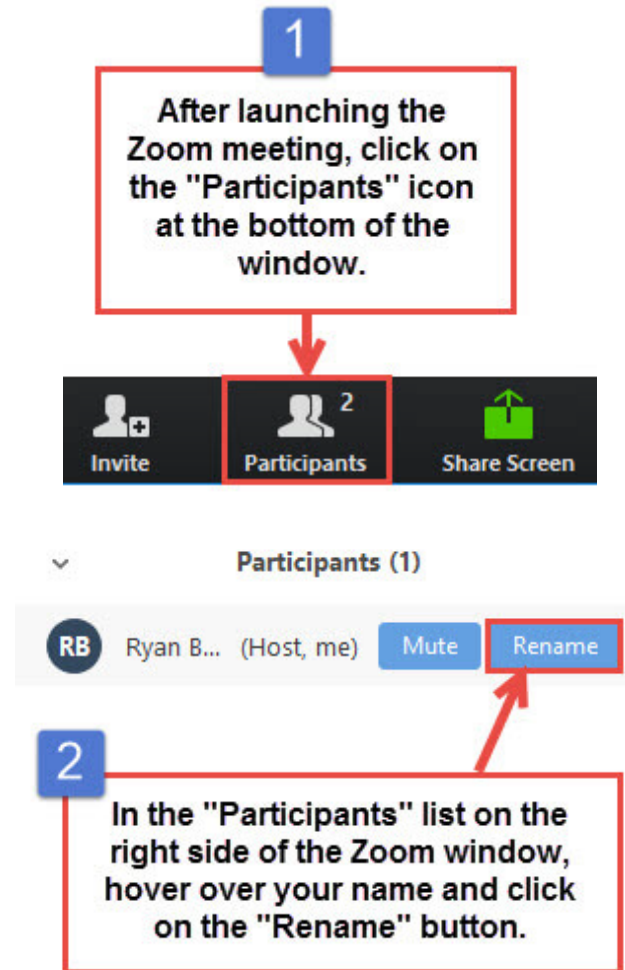 1
After launching the
Zoom meeting, click on
the "Participants" icon
at the bottom of the
window.
2
Invite Participants Share Screen
Participants (1)
RB Ryan B... (Host, me) Mute Rename
2
In the "Participants" list on the
right side of the Zoom window,
hover over your name and click
on the "Rename" button.